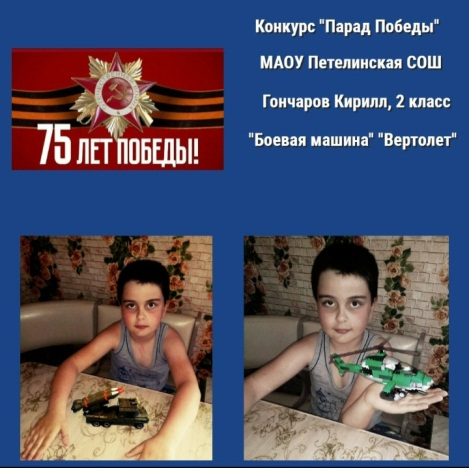 Конкурс "Парад Победы"
МАОУ Петелинская СОШ
Гончаров Кирилл, 2 класс
"Боевая машина" "Вертолет"
75 ЛЕТ ПОБЕДЫ!